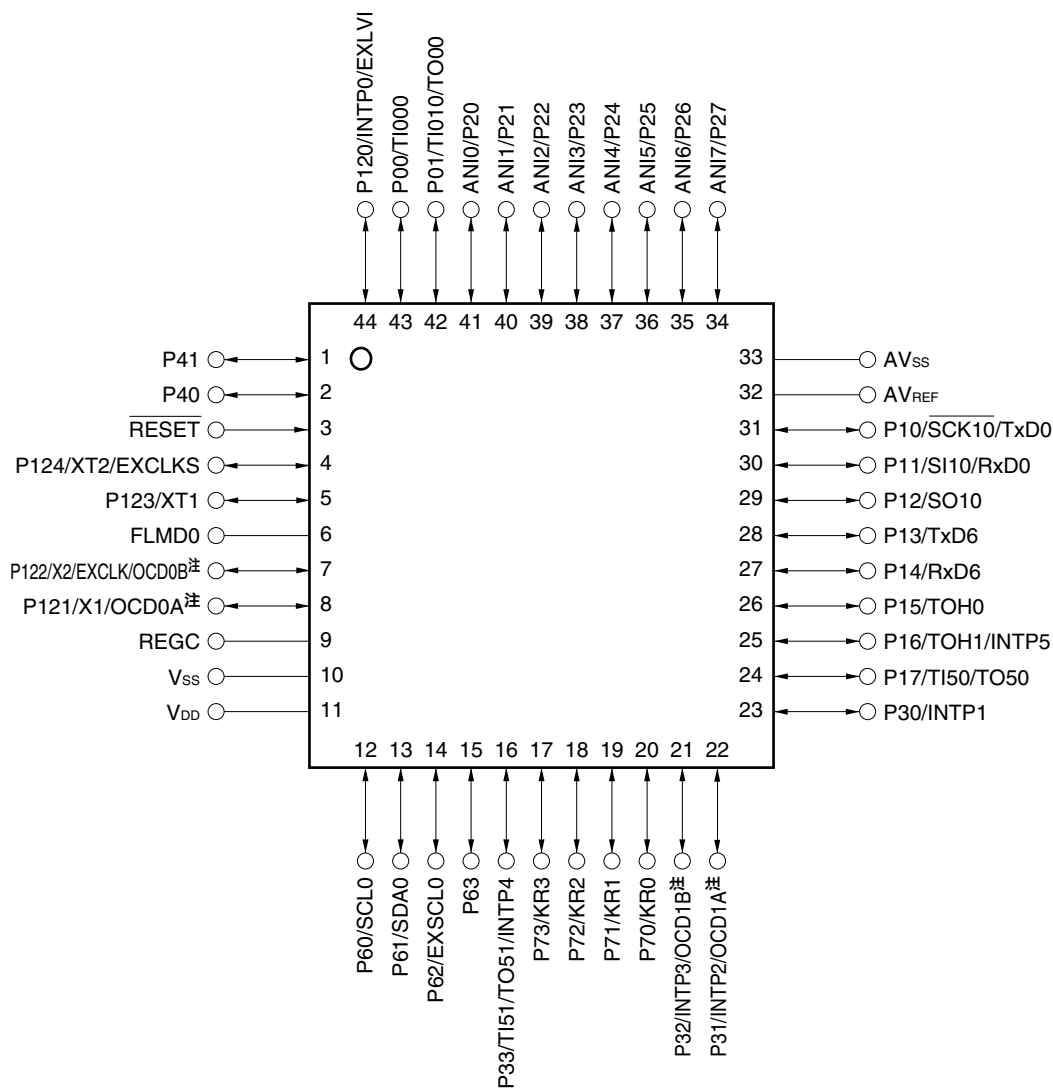 P120/INTP0/EXLVI
P00/TI000
P01/TI010/TO00
ANI0/P20
ANI1/P21
ANI2/P22
ANI3/P23
ANI4/P24
ANI5/P25
ANI6/P26
ANI7/P27
44 43 42 41 40 39 38 37 36 35 34
P41 1
P40 2
RESET 3
P124/XT2/EXCLKS 4
P123/XT1 5
FLMD0 6
P122/X2/EXCLK/OCD0B注 7
P121/X1/OCD0A注 8
REGC 9
VSS 10
VDD 11
33 AVSS
32 AVREF
31 P10/SCK10/TxD0
30 P11/SI10/RxD0
29 P12/SO10
28 P13/TxD6
27 P14/RxD6
26 P15/TOH0
25 P16/TOH1/INTP5
24 P17/TI50/TO50
23 P30/INTP1
12 13 14 15 16 17 18 19 20 21 22
P60/SCL0
P61/SDA0
P62/EXSCL0
P63
P33/TI51/TO51/INTP4
P73/KR3
P72/KR2
P71/KR1
P70/KR0
P32/INTP3/OCD1B注
P31/INTP2/OCD1A注